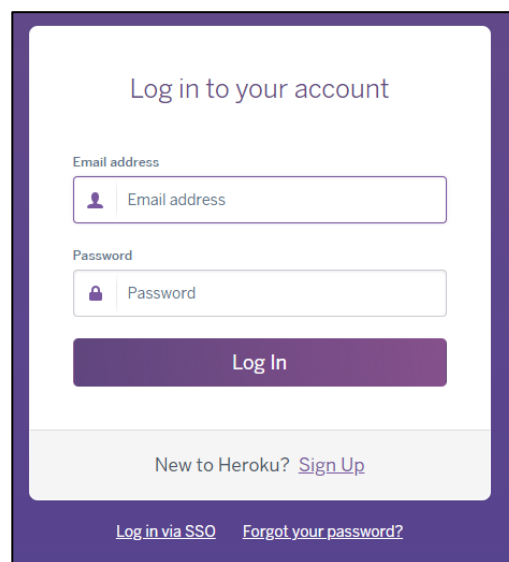 Log in to your account
Email address
Email address
Password
Password
Log In
New to Heroku? Sign Up
Log in via SSO Forgot your password?